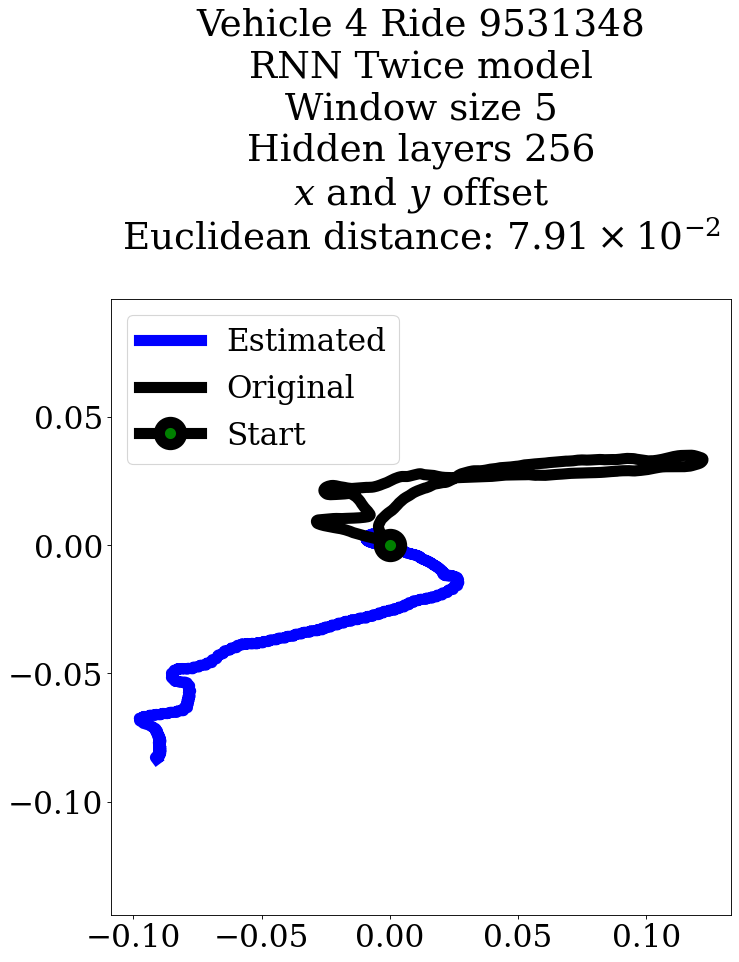 Vehicle 4 Ride 9531348
RNN Twice model
Window size 5
Hidden layers 256
x and y offset
Euclidean distance: 7.91 × 10⁻²
Estimated
Original
Start
0.05
0.00
−0.05
−0.10
−0.10 −0.05 0.00 0.05 0.10